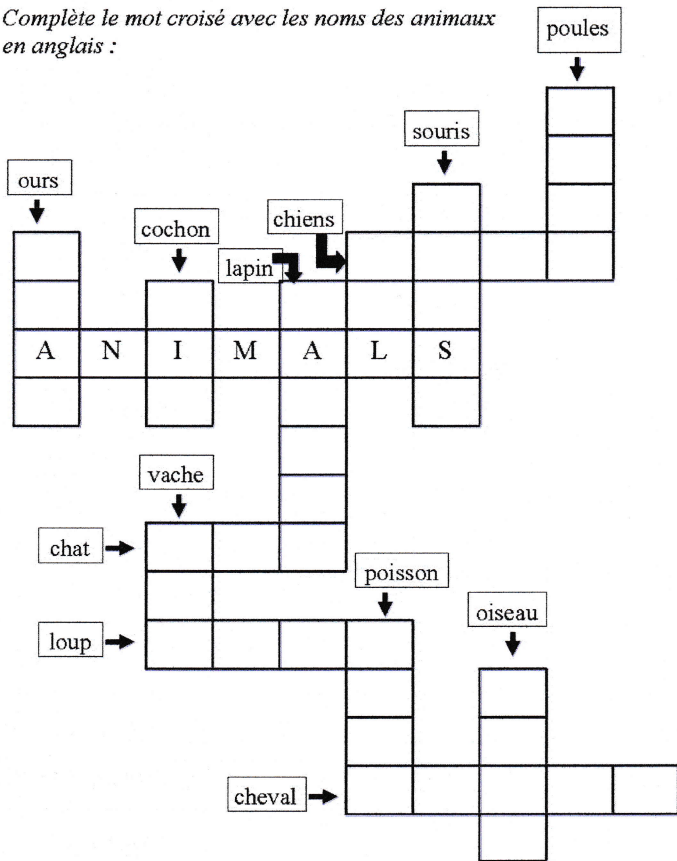 Complète le mot croisé avec les noms des animaux
en anglais :
poules
souris
ours
cochon
chiens
lapin
A N I M A L S
vache
chat
poisson
oiseau
loup
cheval